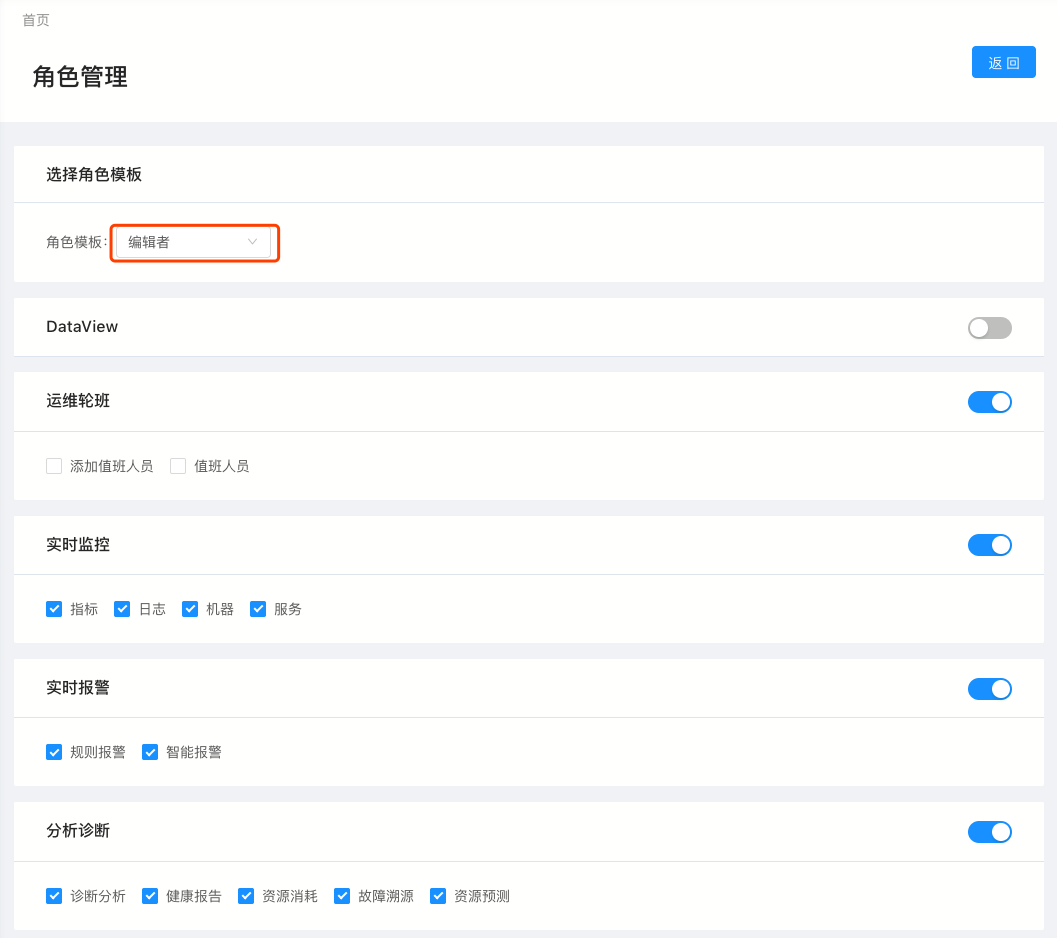 首页
角色管理
返 回
选择角色模板
角色模板: 编辑者
DataView
运维轮班
添加值班人员 值班人员
实时监控
指标 日志 机器 服务
实时报警
规则报警 智能报警
分析诊断
诊断分析 健康报告 资源消耗 故障溯源 资源预测